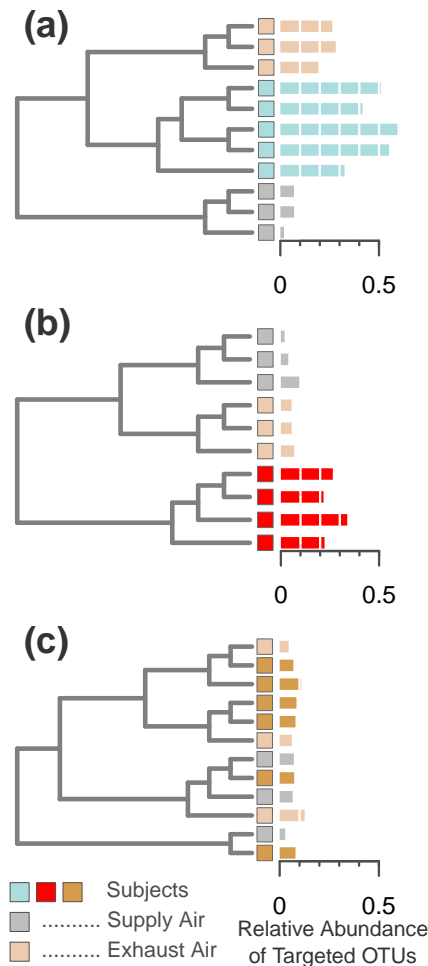 (a)
0 0.5
(b)
0 0.5
(c)
0 0.5
Subjects
.......... Supply Air
.......... Exhaust Air
Relative Abundance
of Targeted OTUs